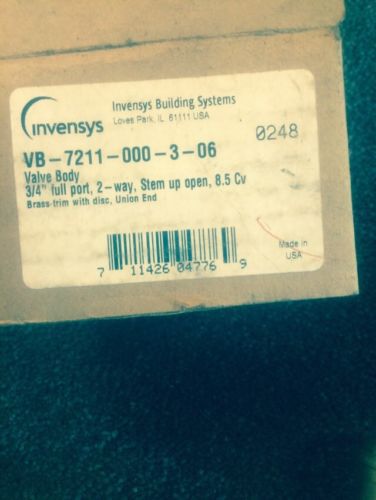 invensys
Invensys Building Systems
Loves Park, IL 61111 USA
0248
VB-7211-000-3-06
Valve Body
3/4" full port, 2-way, Stem up open, 8.5 Cv
Brass trim with disc, Union End
Made in
USA
7 11426 04776 9